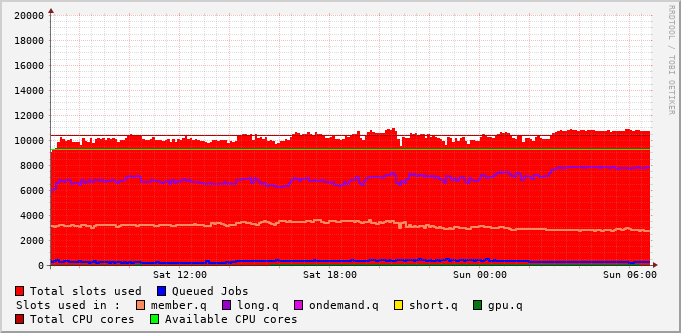 20000
18000
16000
14000
12000
10000
8000
6000
4000
2000
0
Sat 12:00 Sat 18:00 Sun 00:00 Sun 06:00
RRDTOOL / TOBI OETIKER
Total slots used Queued Jobs
Slots used in : member.q long.q ondemand.q short.q gpu.q
Total CPU cores Available CPU cores